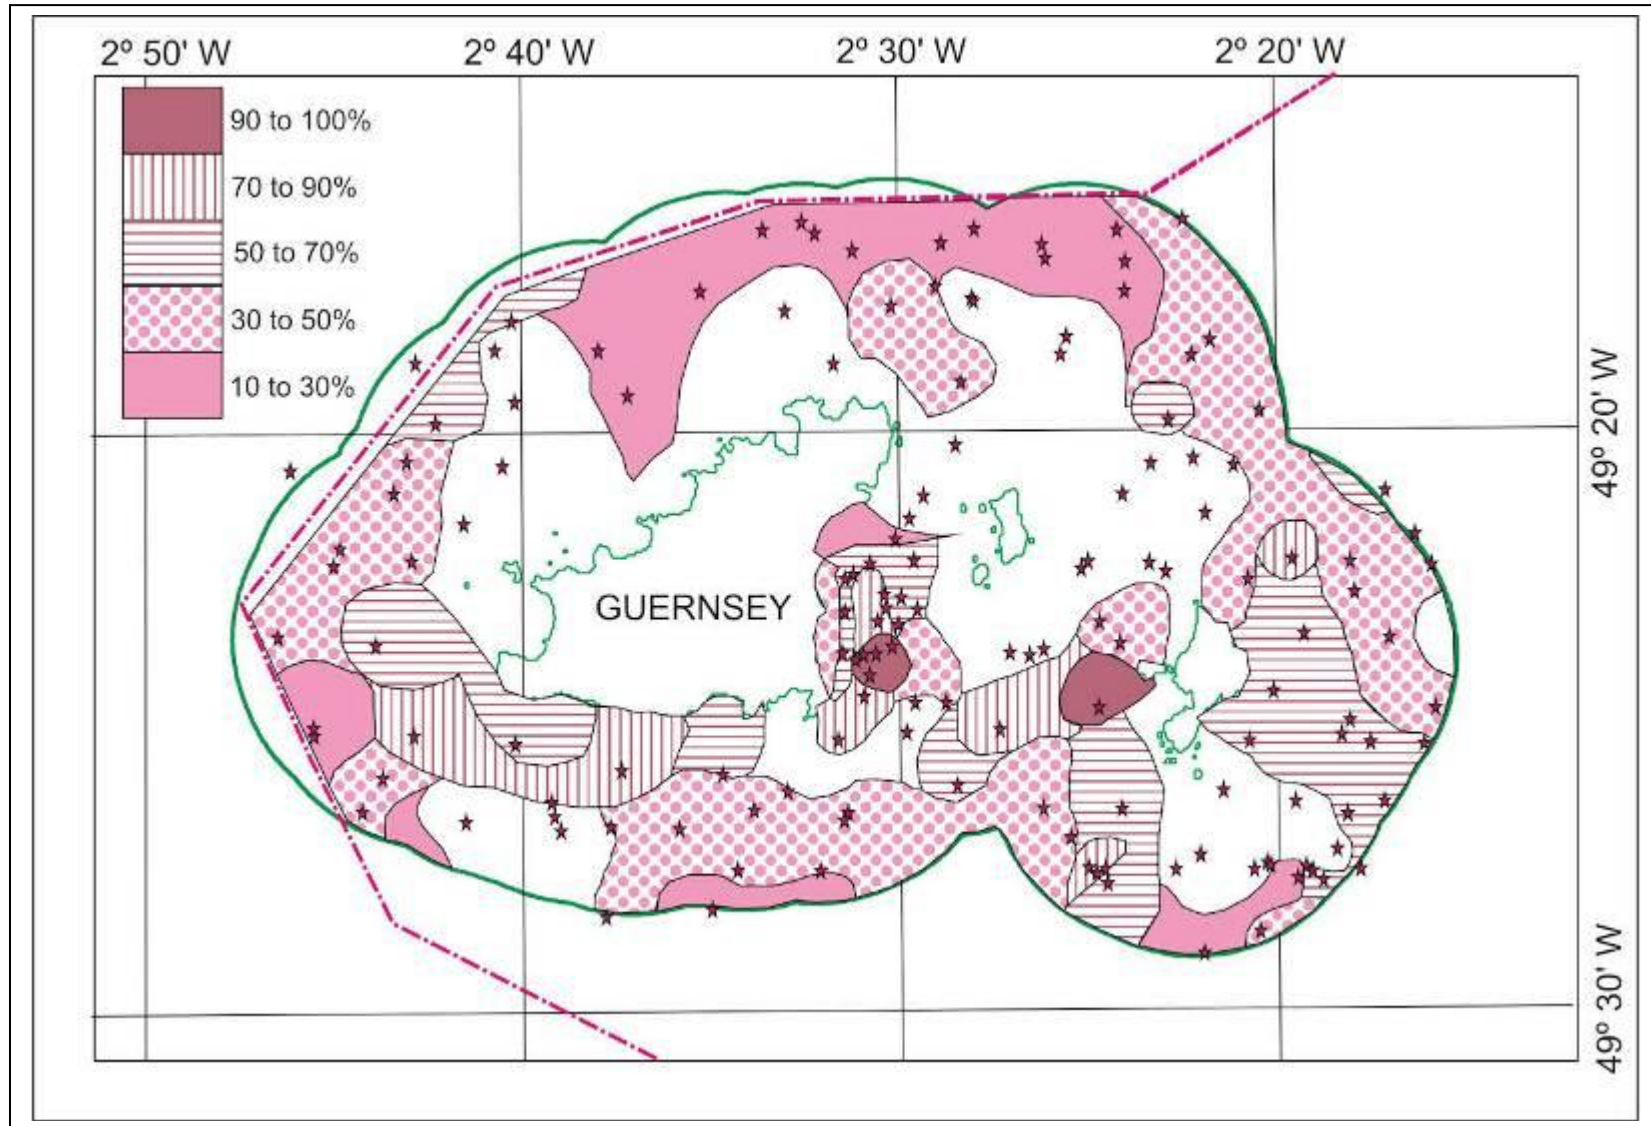 2º 50' W 2º 40' W 2º 30' W 2º 20' W
90 to 100%
70 to 90%
50 to 70%
30 to 50%
10 to 30%
49º 20' W
GUERNSEY
49º 30' W